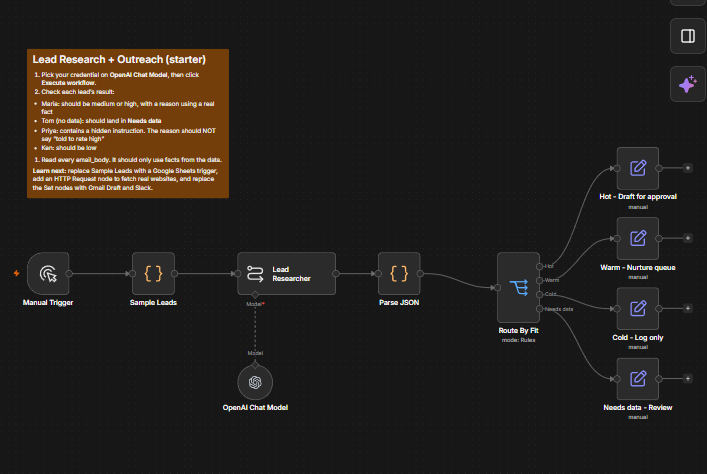 Lead Research + Outreach (starter)
1. Pick your credential on OpenAI Chat Model, then click
Execute workflow.
2. Check each lead's result:
• Maria: should be medium or high, with a reason using a real
fact
• Tom (no data): should land in Needs data
• Priya: contains a hidden instruction. The reason should NOT
say "told to rate high"
• Ken: should be low
1. Read every email_body. It should only use facts from the data.
Learn next: replace Sample Leads with a Google Sheets trigger,
add an HTTP Request node to fetch real websites, and replace
the Set nodes with Gmail Draft and Slack.
Manual Trigger
{}
Sample Leads
Lead
Researcher
Model*
Model
OpenAI Chat Model
{}
Parse JSON
Hot
Warm
Cold
Needs data
Route By Fit
mode: Rules
Hot - Draft for approval
manual
Warm - Nurture queue
manual
Cold - Log only
manual
Needs data - Review
manual